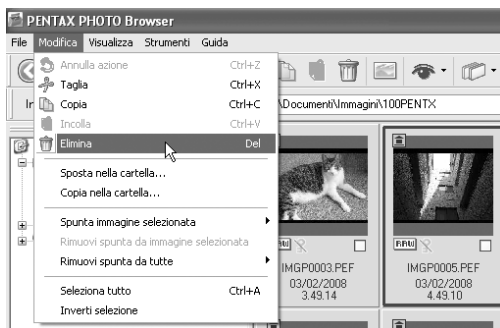 PENTAX PHOTO Browser
File Modifica Visualizza Strumenti Guida
Annulla azione Ctrl+Z
Taglia Ctrl+X
Copia Ctrl+C
\Documenti\Immagini\100PENTX
Incolla Ctrl+V
Elimina Del
Sposta nella cartella...
Copia nella cartella...
Spunta immagine selezionata
Rimuovi spunta da immagine selezionata
Rimuovi spunta da tutte
Seleziona tutto Ctrl+A
Inverti selezione
RAW
IMGP0003.PEF
03/02/2008
3.49.14
RAW
IMGP0005.PEF
03/02/2008
4.49.10